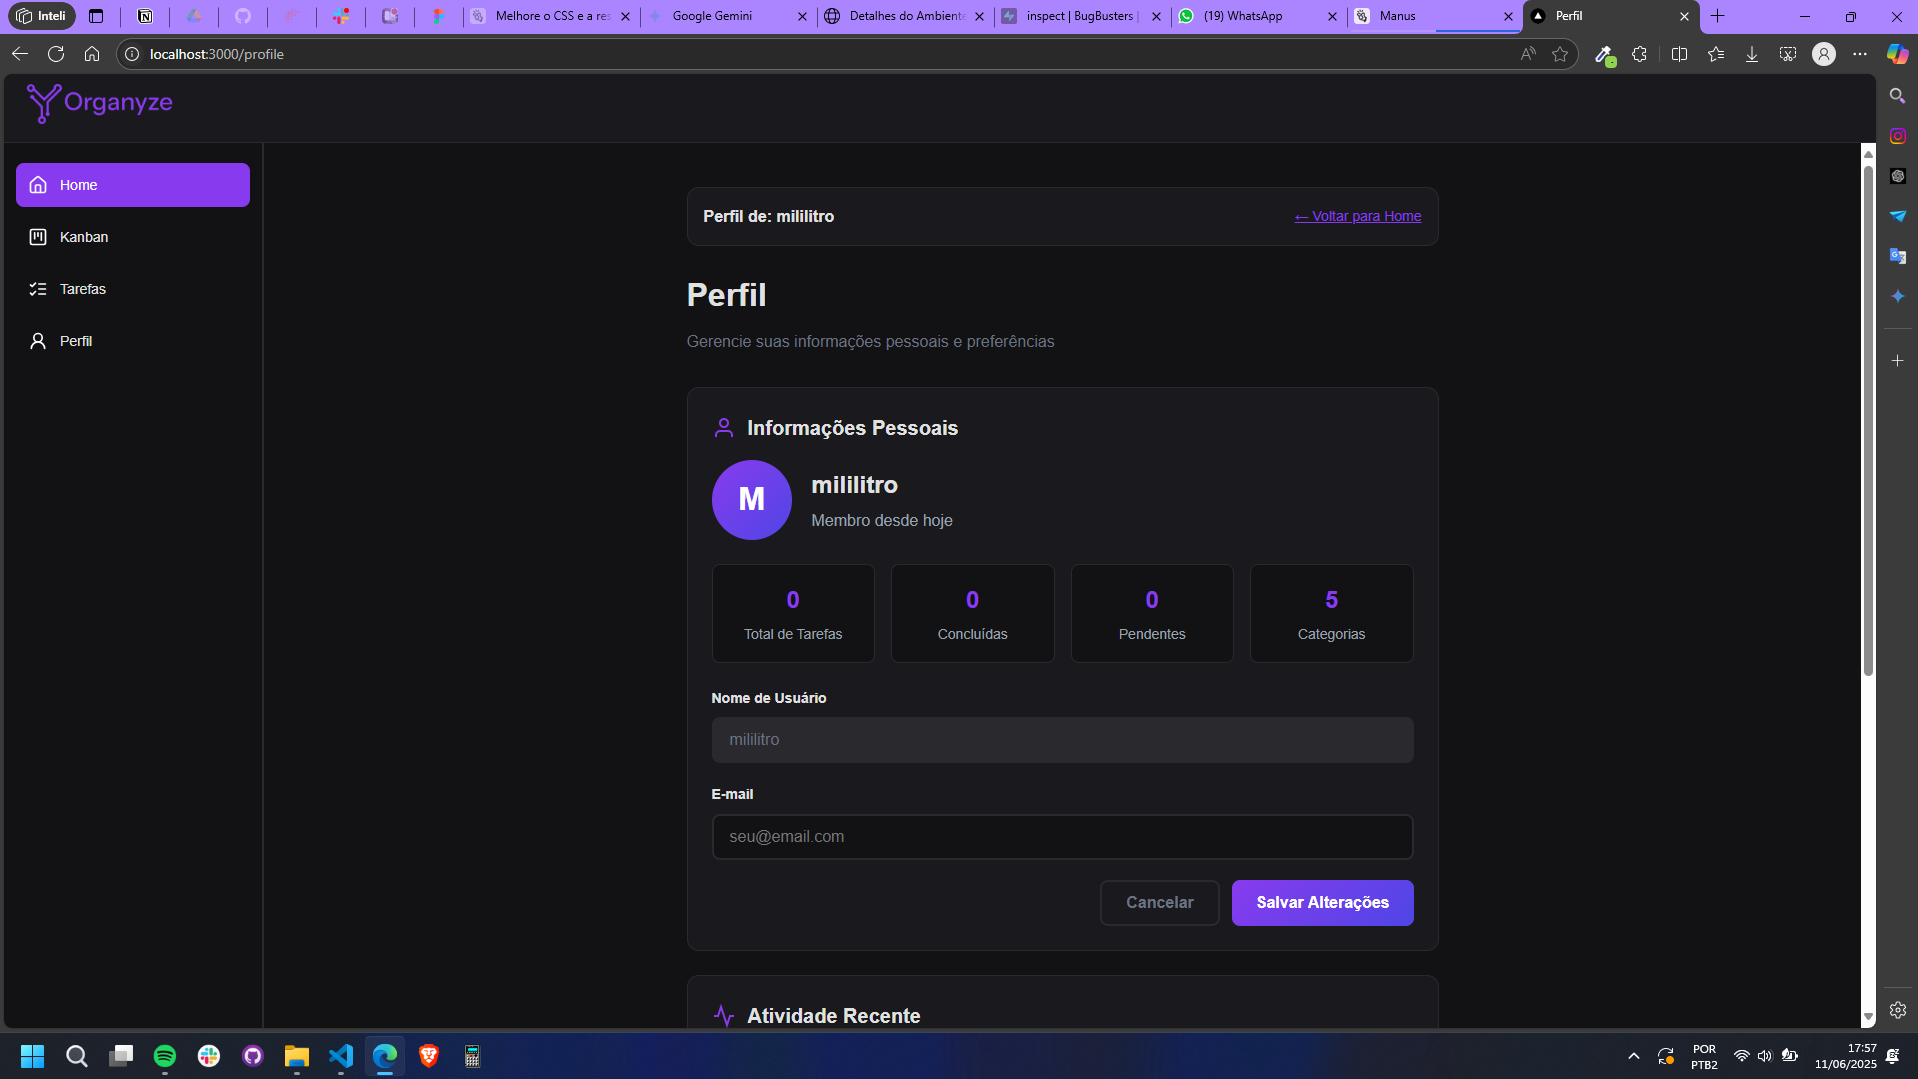 Inteli
Melhore o CSS e a res
Google Gemini
Detalhes do Ambiente
inspect | BugBusters |
(19) WhatsApp
Manus
Perfil
localhost:3000/profile
Organyze
Home
Kanban
Tarefas
Perfil
Perfil de: mililitro
← Voltar para Home
Perfil
Gerencie suas informações pessoais e preferências
Informações Pessoais
M
mililitro
Membro desde hoje
0
Total de Tarefas
0
Concluídas
0
Pendentes
5
Categorias
Nome de Usuário
mililitro
E-mail
seu@email.com
Cancelar
Salvar Alterações
Atividade Recente
POR
PTB2
17:57
11/06/2025